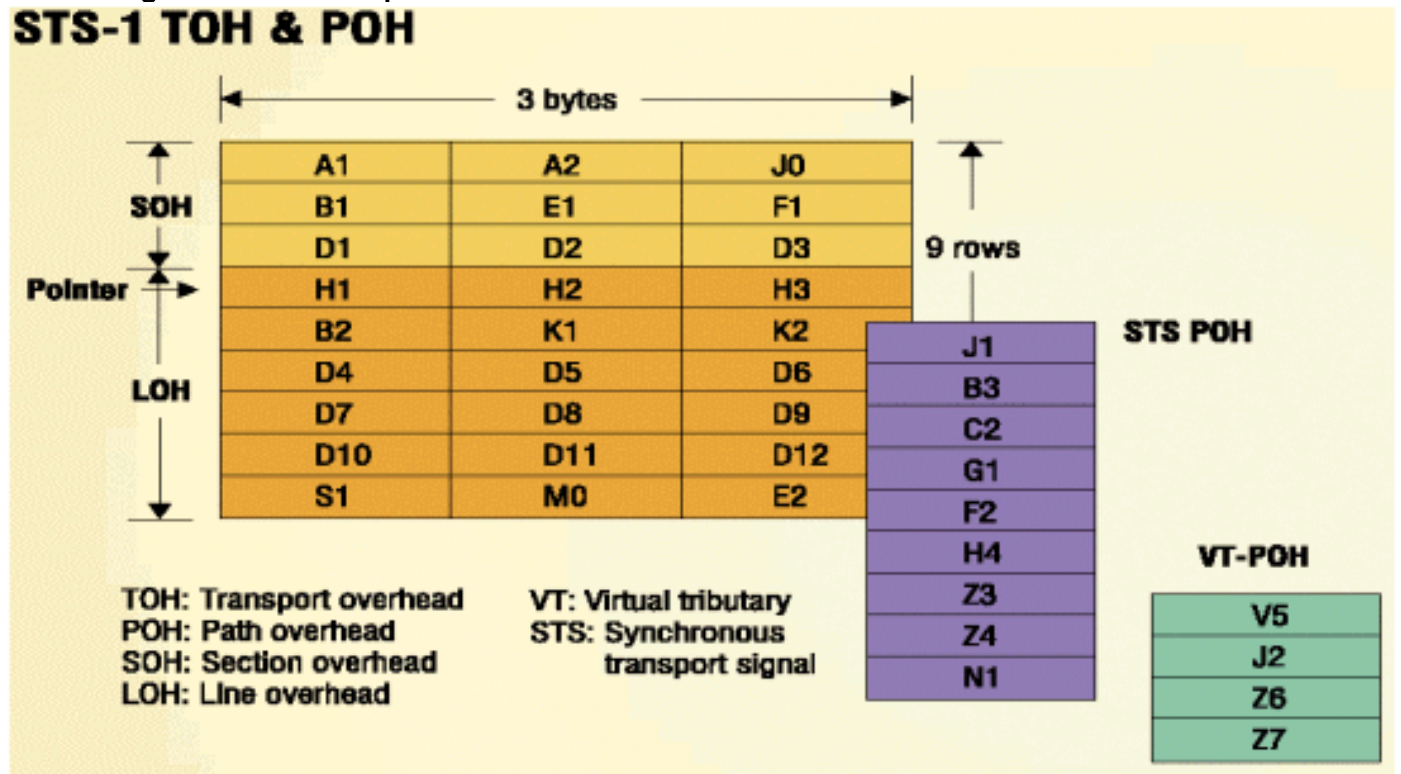 STS-1 TOH & POH
3 bytes
A1 A2 J0
SOH B1 E1 F1
D1 D2 D3 9 rows
Pointer H1 H2 H3
B2 K1 K2
LOH D4 D5 D6
D7 D8 D9
D10 D11 D12
S1 M0 E2
STS POH
J1
B3
C2
G1
F2
H4
Z3
Z4
N1
VT-POH
V5
J2
Z6
Z7
TOH: Transport overhead
POH: Path overhead
SOH: Section overhead
LOH: Line overhead
VT: Virtual tributary
STS: Synchronous
transport signal